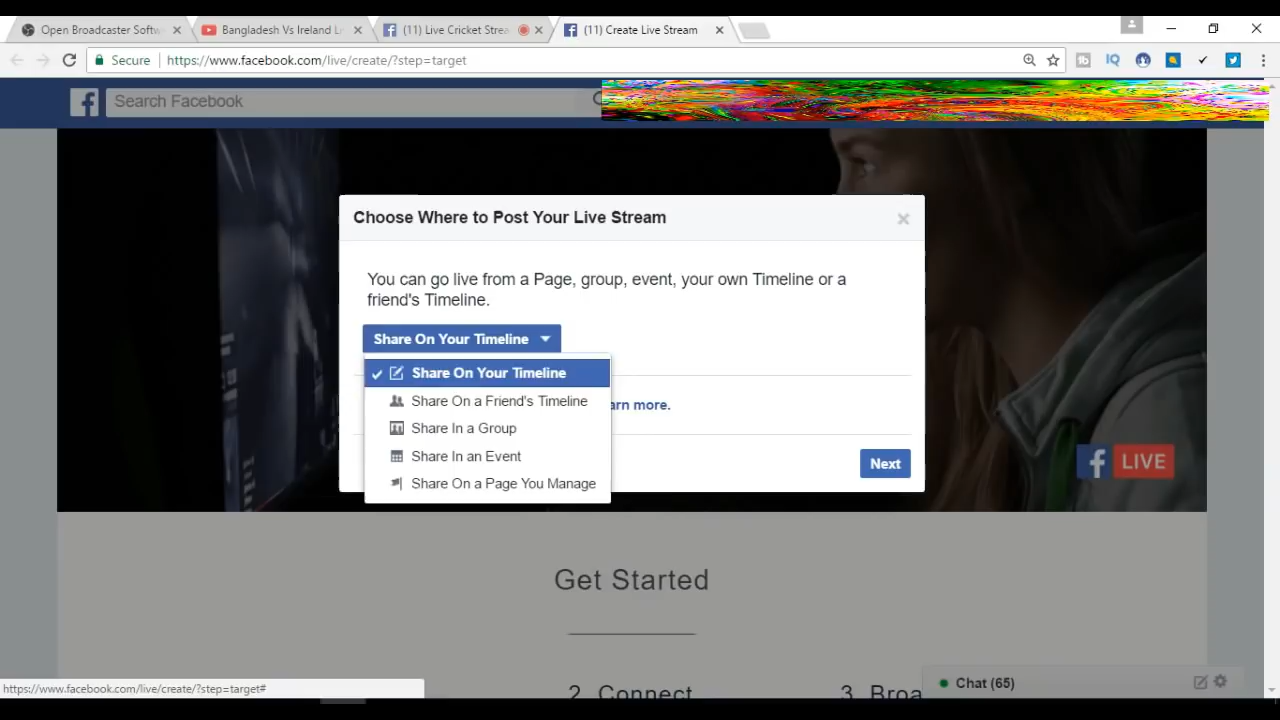 Open Broadcaster Softw
Bangladesh Vs Ireland L
(11) Live Cricket Strea
(11) Create Live Stream
Secure
https://www.facebook.com/live/create/?step=target
Search Facebook
Choose Where to Post Your Live Stream
You can go live from a Page, group, event, your own Timeline or a
friend's Timeline.
Share On Your Timeline
Share On Your Timeline
Share On a Friend's Timeline
arn more.
Share In a Group
Share In an Event
Share On a Page You Manage
Next
LIVE
Get Started
2. Connect
3. Broa
Chat (65)
https://www.facebook.com/live/create/?step=target#